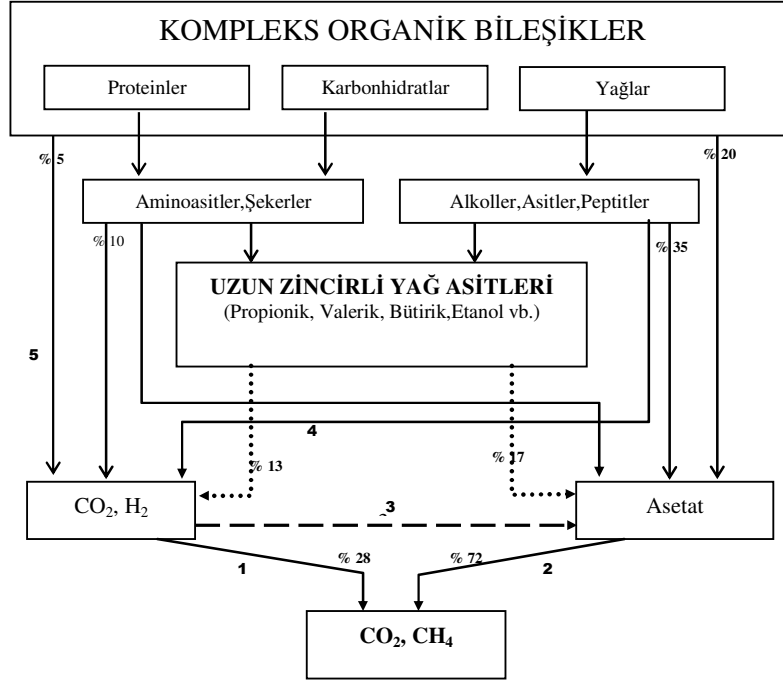 KOMPLEKS ORGANİK BİLEŞİKLER
Proteinler
Karbonhidratlar
Yağlar
% 5
% 20
Aminoasitler,Şekerler
Alkoller,Asitler,Peptitler
% 10
% 35
UZUN ZİNCİRLİ YAĞ ASİTLERİ
(Propionik, Valerik, Bütirik,Etanol vb.)
5
4
% 13
% 17
CO₂, H₂
3
Asetat
1
% 28
% 72
2
CO₂, CH₄